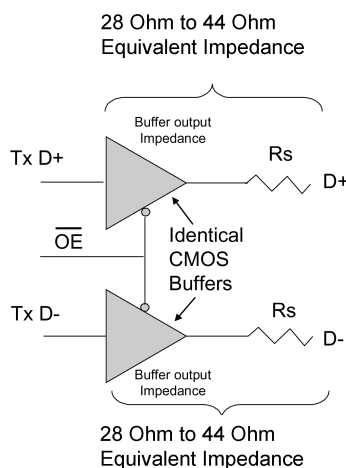 28 Ohm to 44 Ohm
Equivalent Impedance
Buffer output
Impedance
Tx D+
Rs
D+
OE
Identical
CMOS
Buffers
Tx D-
Rs
D-
Buffer output
Impedance
28 Ohm to 44 Ohm
Equivalent Impedance